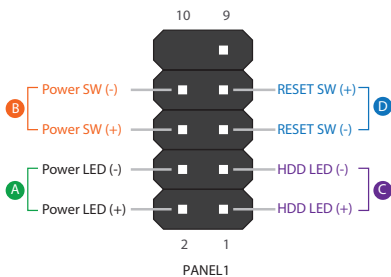 10 9
Power SW (-) RESET SW (+)
B D
Power SW (+) RESET SW (-)
Power LED (-) HDD LED (-)
A C
Power LED (+) HDD LED (+)
2 1
PANEL1